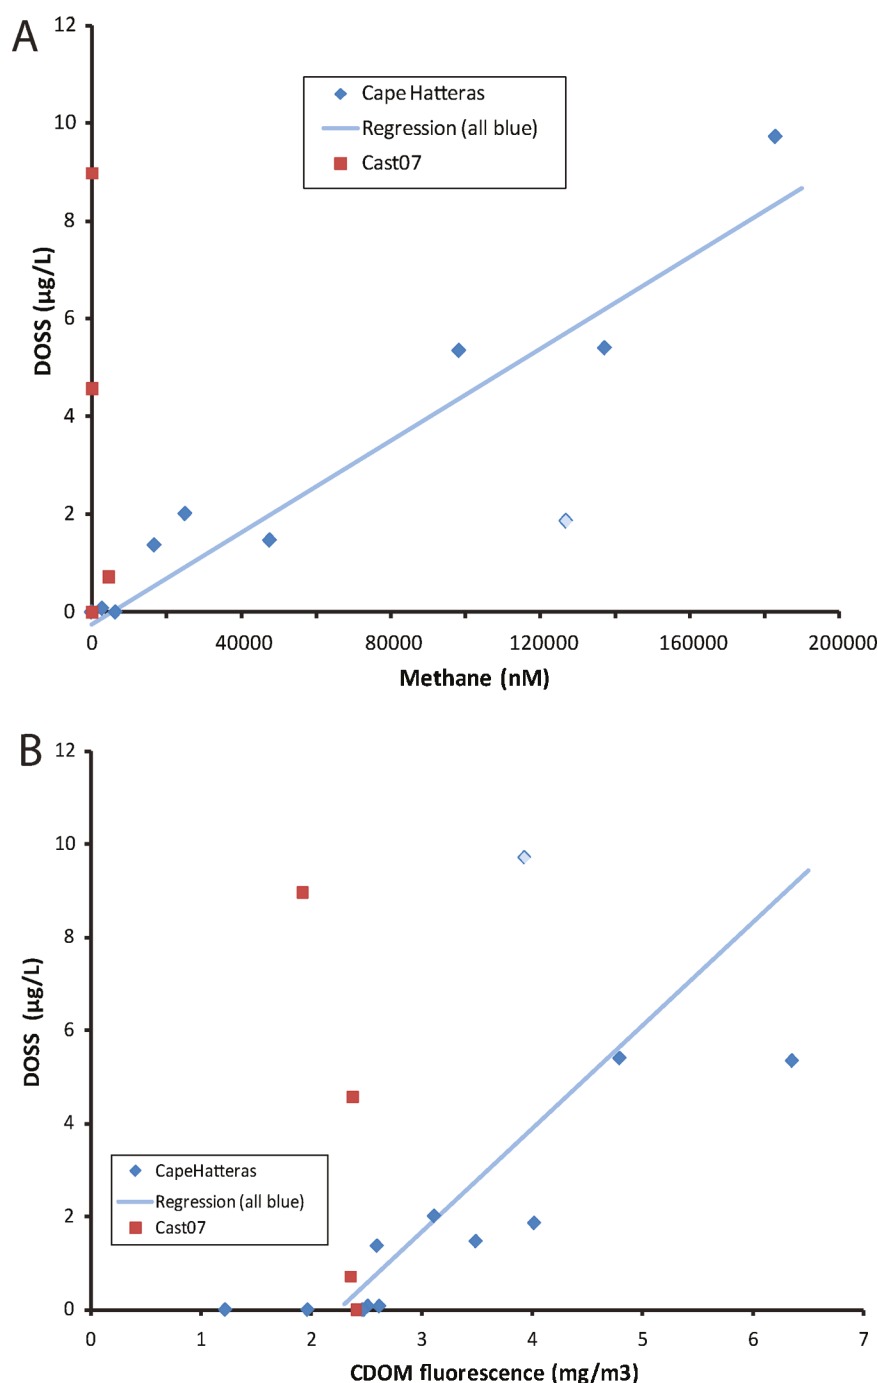 A
12
10
8
6
4
2
0
DOSS (µg/L)
Cape Hatteras
Regression (all blue)
Cast07
0 40000 80000 120000 160000 200000
Methane (nM)
B
12
10
8
6
4
2
0
DOSS (µg/L)
CapeHatteras
Regression (all blue)
Cast07
0 1 2 3 4 5 6 7
CDOM fluorescence (mg/m3)